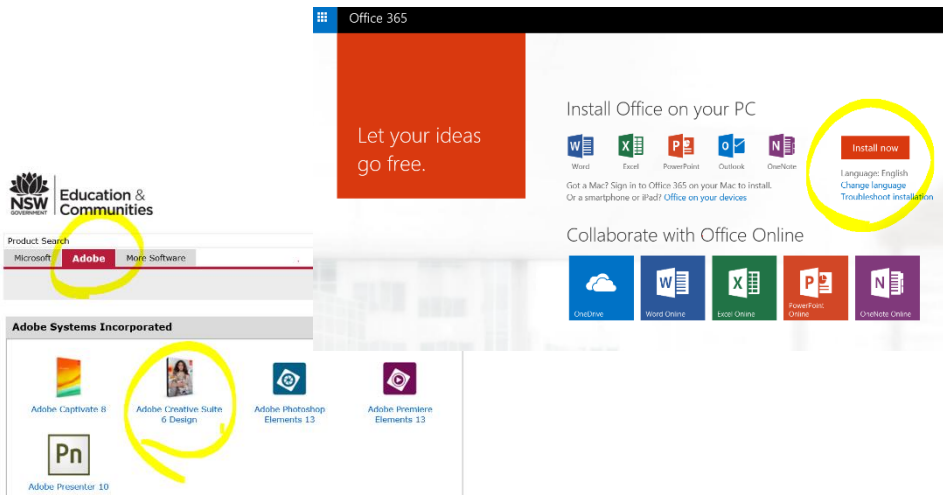 Office 365
Let your ideas
go free.
Install Office on your PC
Word Excel PowerPoint Outlook OneNote
Install now
Language: English
Change language
Troubleshoot installation
Got a Mac? Sign in to Office 365 on your Mac to install.
Or a smartphone or iPad? Office on your devices
Collaborate with Office Online
OneDrive
Word Online
Excel Online
PowerPoint
Online
OneNote Online
NSW
GOVERNMENT
Education &
Communities
Product Search
Microsoft Adobe More Software
Adobe Systems Incorporated
Adobe Captivate 8
Adobe Creative Suite
6 Design
Adobe Photoshop
Elements 13
Adobe Premiere
Elements 13
Pn
Adobe Presenter 10